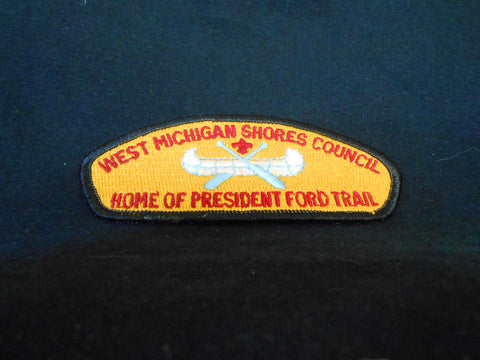 WEST MICHIGAN SHORES COUNCIL
HOME OF PRESIDENT FORD TRAIL